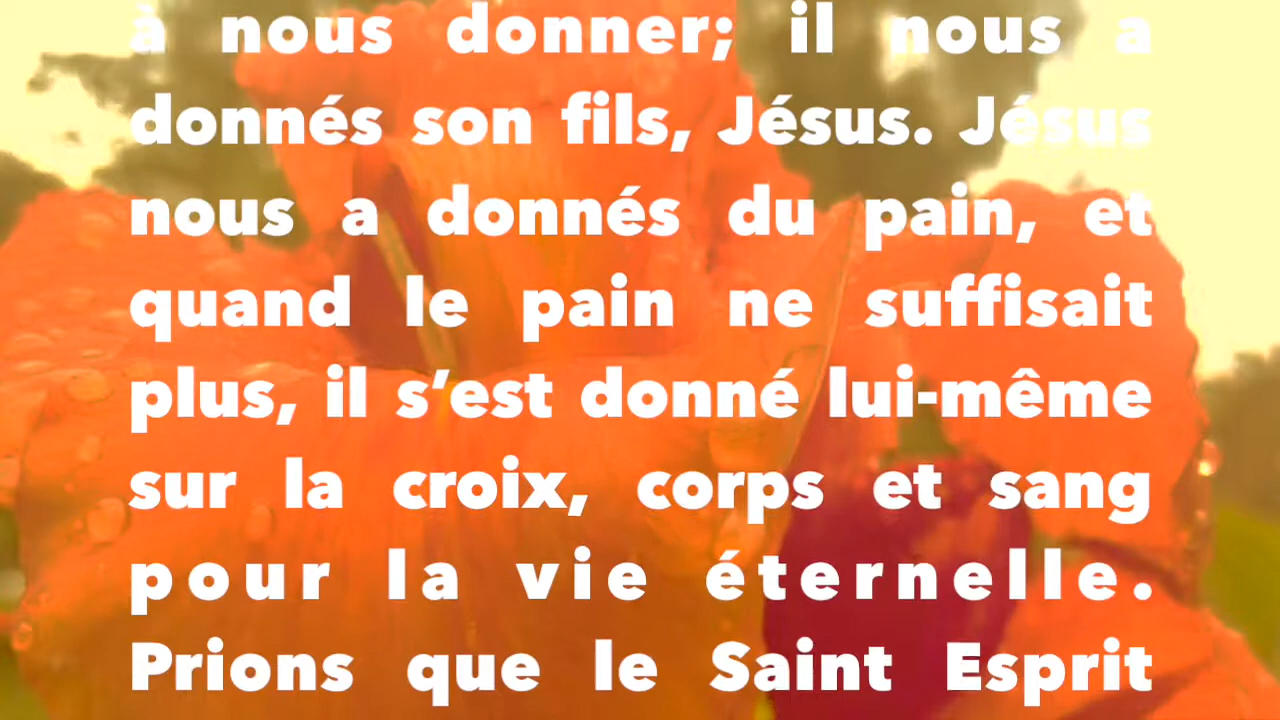 à nous donner; il nous a
donnés son fils, Jésus. Jésus
nous a donnés du pain, et
quand le pain ne suffisait
plus, il s’est donné lui-même
sur la croix, corps et sang
pour la vie éternelle.
Prions que le Saint Esprit